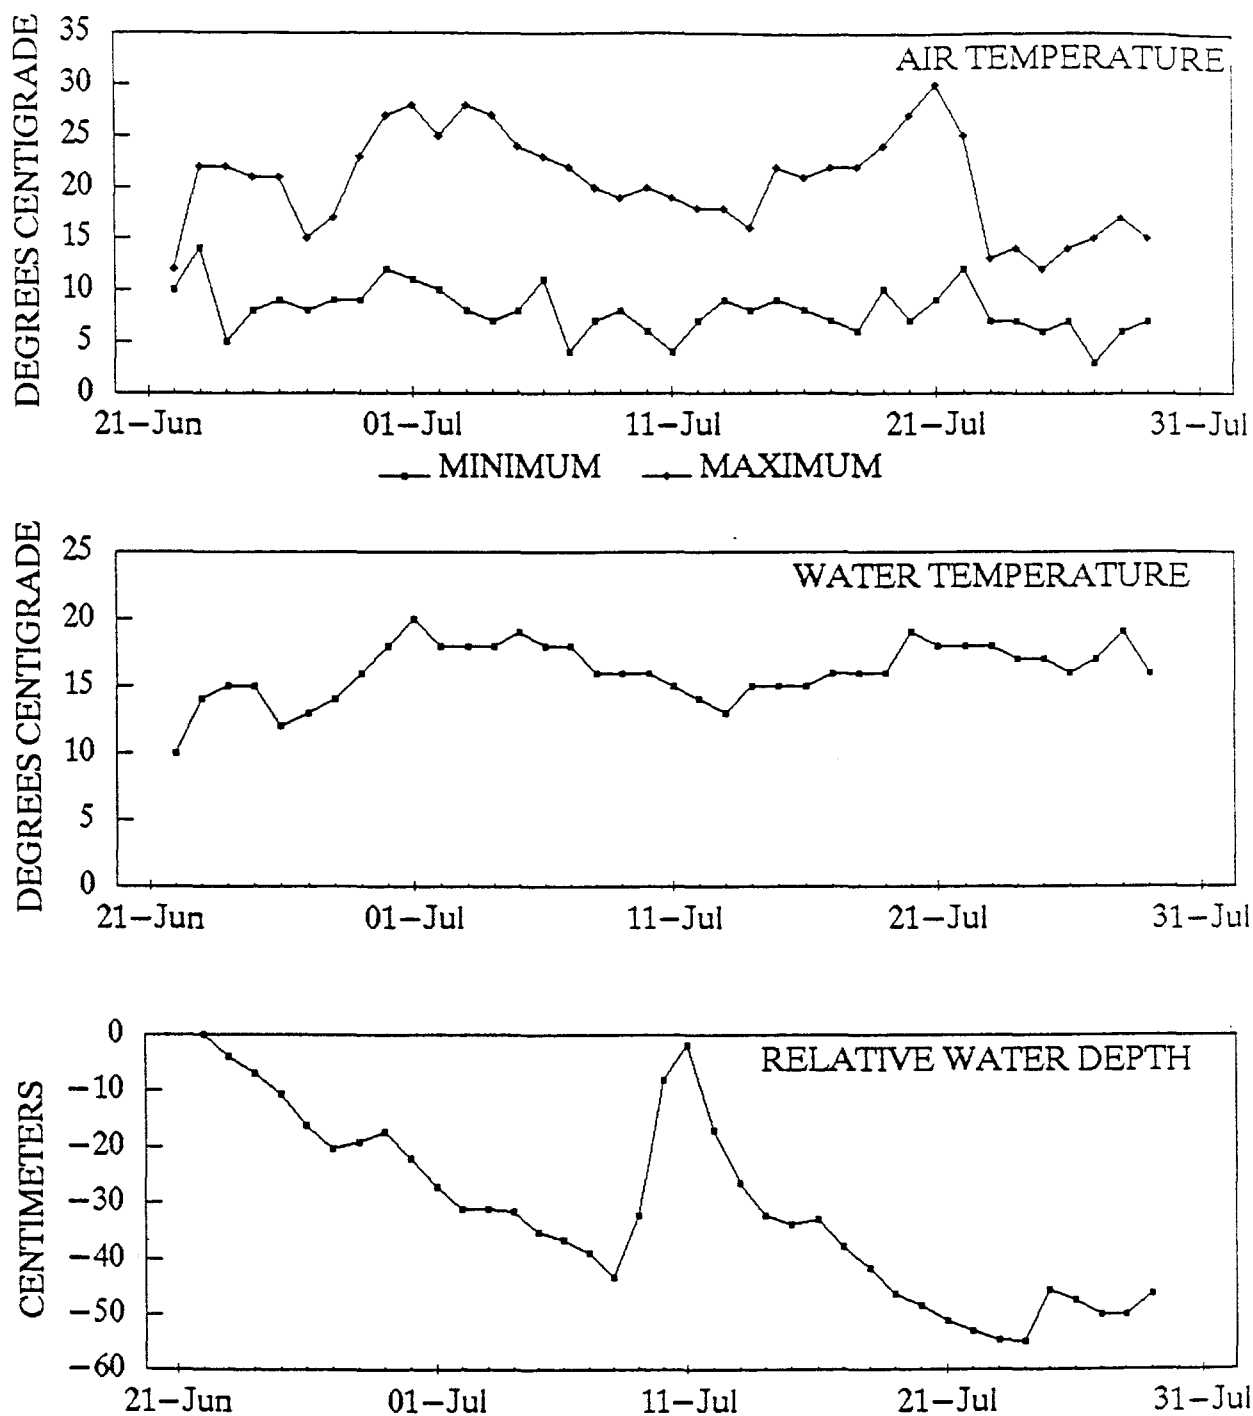 AIR TEMPERATURE
DEGREES CENTIGRADE
35
30
25
20
15
10
5
0
21-Jun 01-Jul 11-Jul 21-Jul 31-Jul
MINIMUM MAXIMUM
WATER TEMPERATURE
DEGREES CENTIGRADE
25
20
15
10
5
0
21-Jun 01-Jul 11-Jul 21-Jul 31-Jul
RELATIVE WATER DEPTH
CENTIMETERS
0
-10
-20
-30
-40
-50
-60
21-Jun 01-Jul 11-Jul 21-Jul 31-Jul